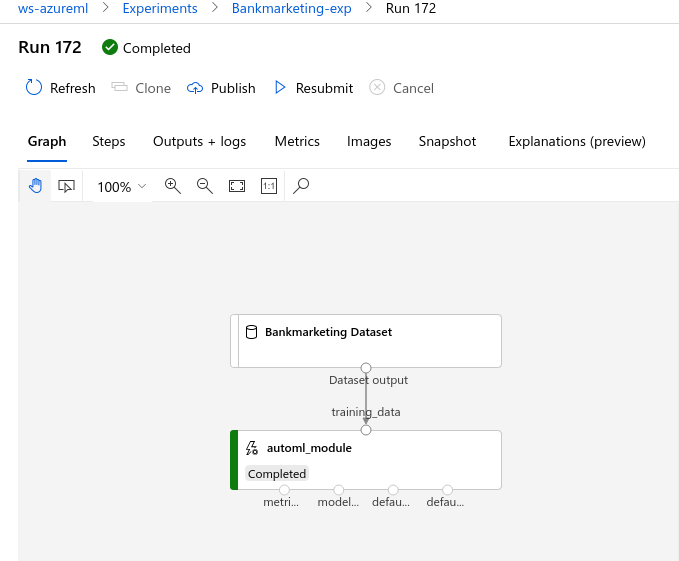 ws-azureml > Experiments > Bankmarketing-exp > Run 172
Run 172 Completed
Refresh Clone Publish Resubmit Cancel
Graph Steps Outputs + logs Metrics Images Snapshot Explanations (preview)
100% 1:1
Bankmarketing Dataset
Dataset output
training_data
automl_module
Completed
metri... model... defau... defau...